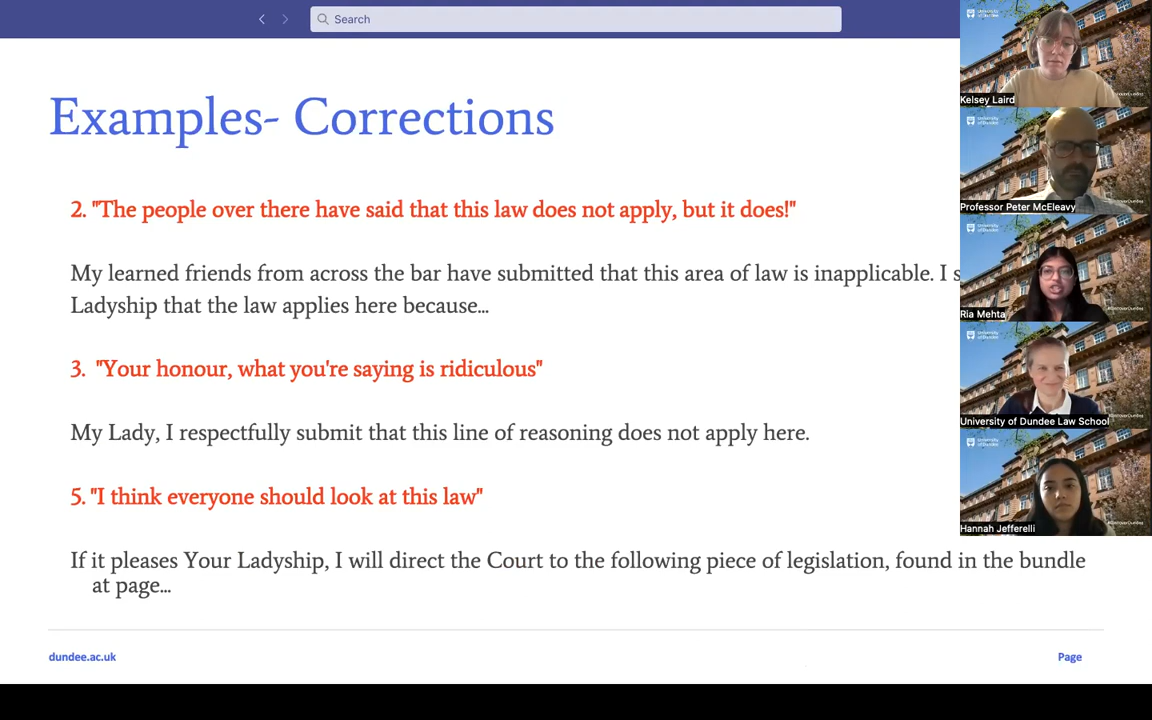 Search
Examples- Corrections
2. "The people over there have said that this law does not apply, but it does!"
My learned friends from across the bar have submitted that this area of law is inapplicable. I s
Ladyship that the law applies here because...
3. "Your honour, what you're saying is ridiculous"
My Lady, I respectfully submit that this line of reasoning does not apply here.
5. "I think everyone should look at this law"
If it pleases Your Ladyship, I will direct the Court to the following piece of legislation, found in the bundle
at page...
dundee.ac.uk
Page
Kelsey Laird
Professor Peter McEleavy
Ria Mehta
University of Dundee Law School
Hannah Jefferelli